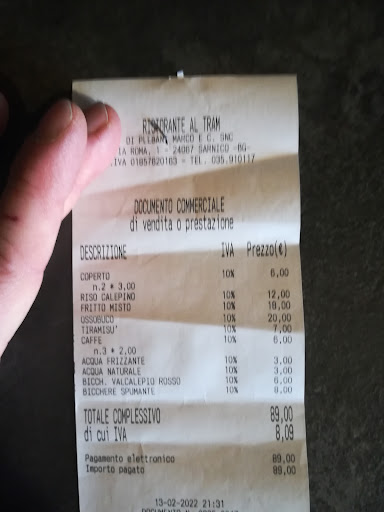 RISTORANTE AL TRAM
DI PLEBANI MARCO E C. SNC
VIA ROMA, 1 - 24067 SARNICO -BG-
IVA 01857620163 - TEL. 035.910117
DOCUMENTO COMMERCIALE
di vendita o prestazione
DESCRIZIONE IVA Prezzo(€)
COPERTO 10% 6,00
n.2 * 3,00
RISO CALEPINO 10% 12,00
FRITTO MISTO 10% 18,00
OSSOBUCO 10% 20,00
TIRAMISU' 10% 7,00
CAFFE 10% 6,00
n.3 * 2,00
ACQUA FRIZZANTE 10% 3,00
ACQUA NATURALE 10% 3,00
BICCH. VALCALEPIO ROSSO 10% 6,00
BICCHERE SPUMANTE 10% 8,00
TOTALE COMPLESSIVO 89,00
di cui IVA 8,09
Pagamento elettronico 89,00
Importo pagato 89,00
13-02-2022 21:31
DOCUMENTO N.